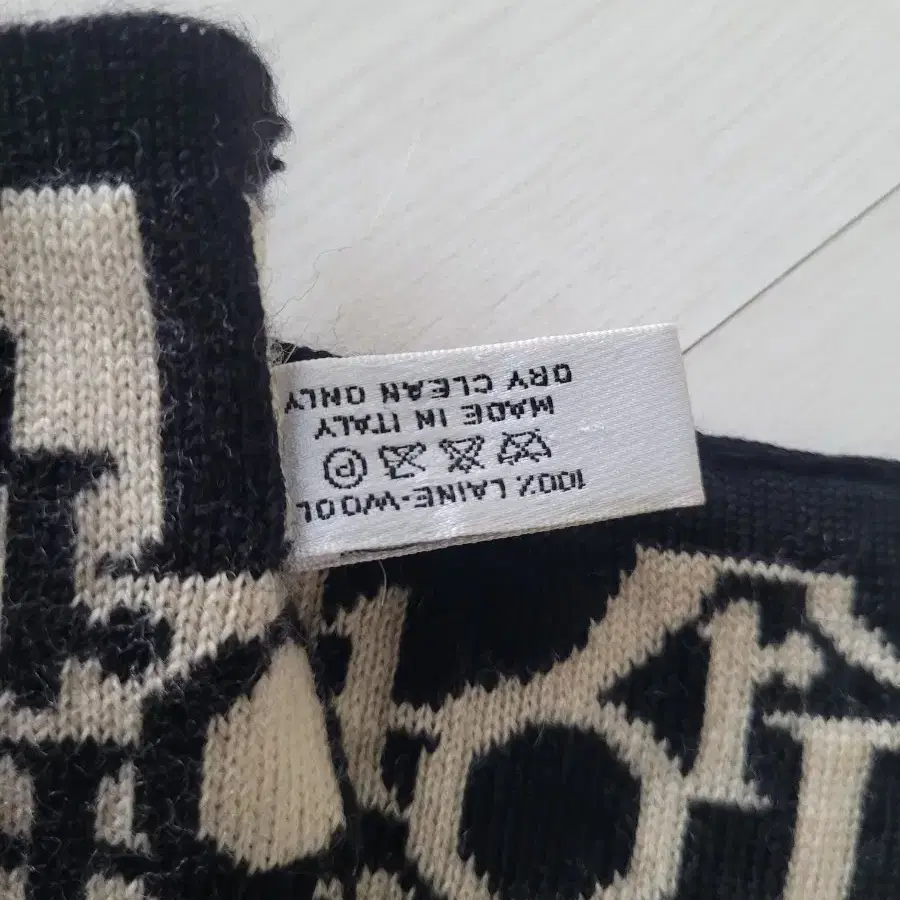 100% LAINE-WOOL
P
MADE IN ITALY
DRY CLEAN ONLY